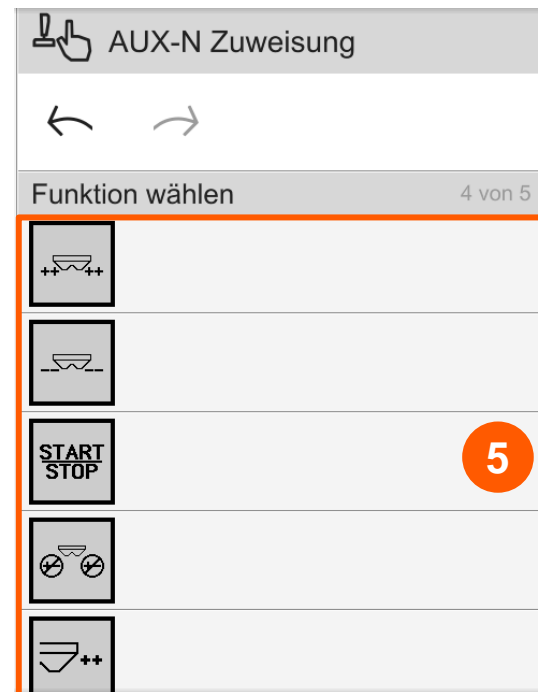 AUX-N Zuweisung
Funktion wählen
4 von 5
++ ++
-- --
START
STOP
5
++